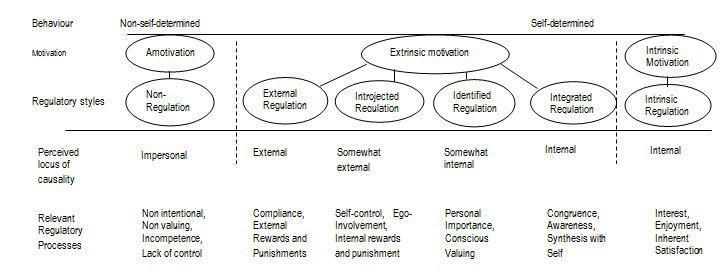 Behaviour Non-self-determined Self-determined
Motivation Amotivation Extrinsic motivation Intrinsic
Motivation
Regulatory styles Non-
Regulation External
Regulation Introjected
Regulation Identified
Regulation Integrated
Regulation Intrinsic
Regulation
Perceived
locus of
causality Impersonal External Somewhat
external Somewhat
internal Internal Internal
Relevant
Regulatory
Processes Non intentional,
Non valuing,
Incompetence,
Lack of control Compliance,
External
Rewards and
Punishments Self-control, Ego-
Involvement,
Internal rewards
and punishment Personal
Importance,
Conscious
Valuing Congruence,
Awareness,
Synthesis with
Self Interest,
Enjoyment,
Inherent
Satisfaction